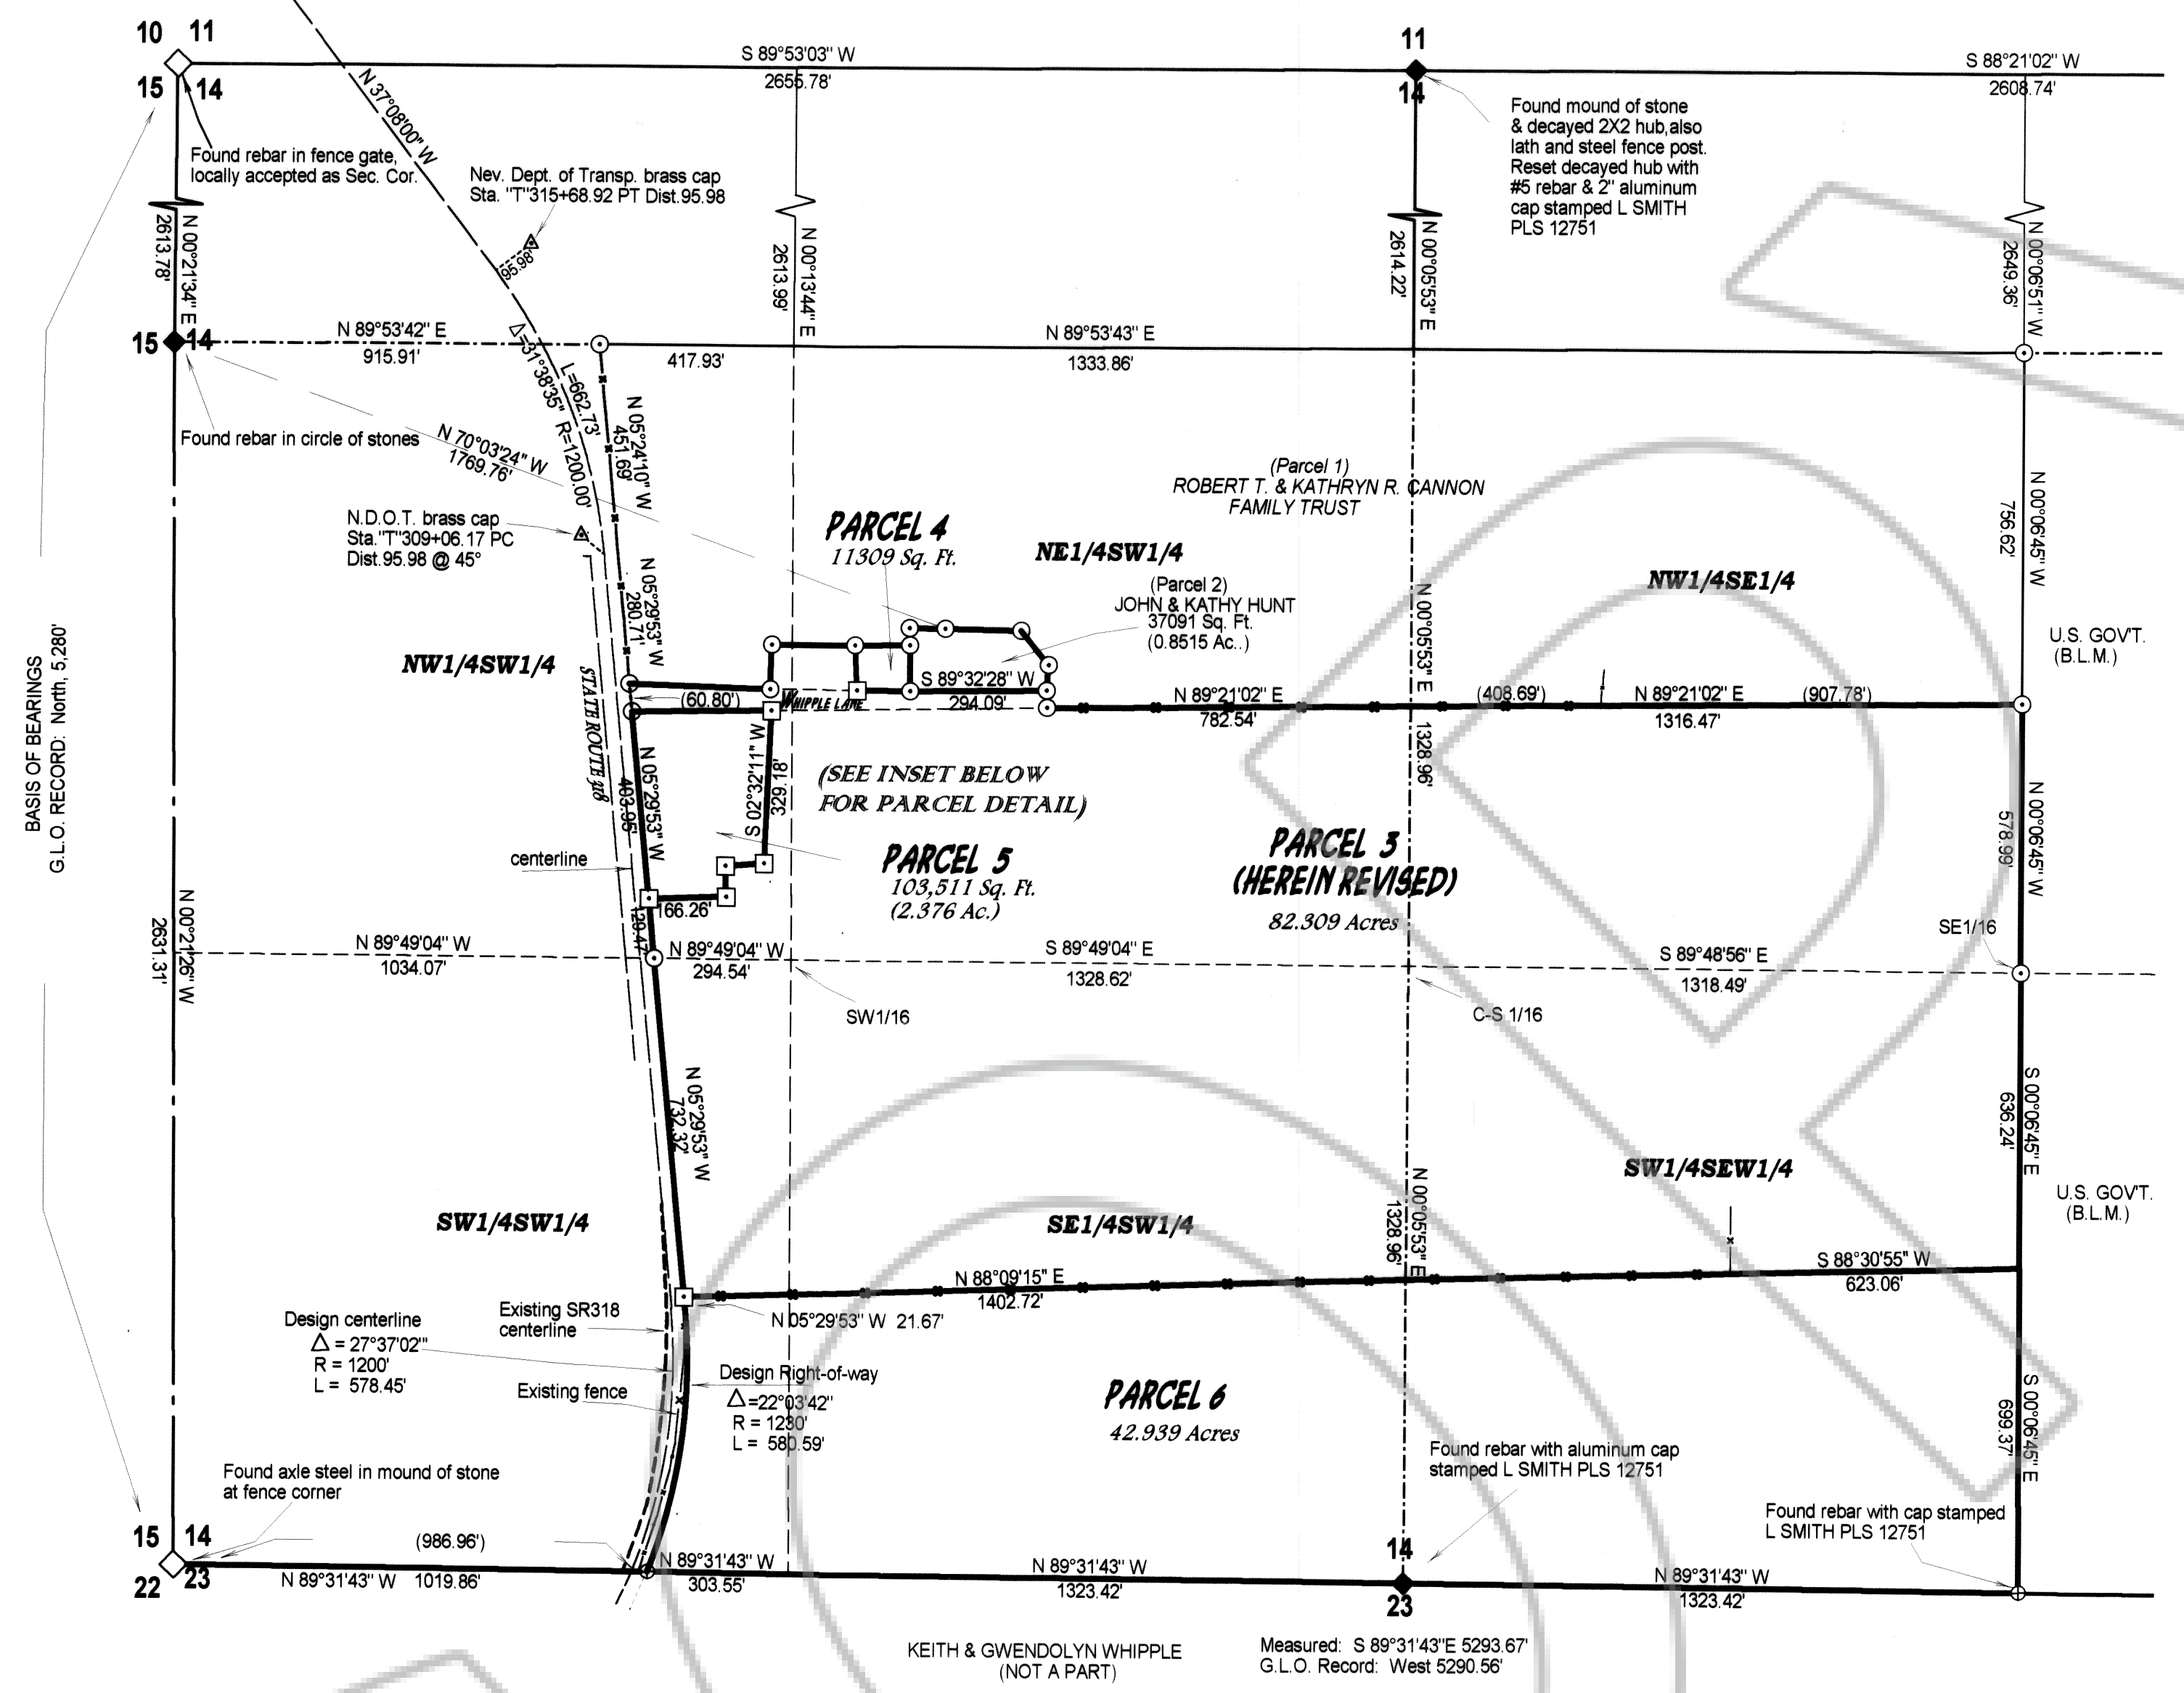 10 11
15 14
S 89°53'03" W
2655.78'
11
14
S 88°21'02" W
2608.74'
N 37°08'00" W
Found rebar in fence gate,
locally accepted as Sec. Cor.
Nev. Dept. of Transp. brass cap
Sta. "T"315+68.92 PT Dist.95.98
95.98'
Found mound of stone
& decayed 2X2 hub,also
lath and steel fence post.
Reset decayed hub with
#5 rebar & 2" aluminum
cap stamped L SMITH
PLS 12751
N 00°21'34" E
2613.78'
N 00°13'44" E
2613.99'
N 00°05'53" E
2614.22'
N 00°06'51" W
2649.36'
15 14
N 89°53'42" E
915.91'
417.93'
N 89°53'43" E
1333.86'
Δ=31°38'35" R=1200.00'
L=662.73'
N 05°24'10" W
451.69'
Found rebar in circle of stones
N 70°03'24" W
1769.76'
(Parcel 1)
ROBERT T. & KATHRYN R. CANNON
FAMILY TRUST
N 00°06'45" W
756.62'
N.D.O.T. brass cap
Sta."T"309+06.17 PC
Dist.95.98 @ 45°
PARCEL 4
11309 Sq. Ft.
NE1/4SW1/4
(Parcel 2)
JOHN & KATHY HUNT
37091 Sq. Ft.
(0.8515 Ac..)
NW1/4SE1/4
N 05°29'53" W
280.71'
N 00°05'53" E
1328.96'
U.S. GOV'T.
(B.L.M.)
BASIS OF BEARINGS
G.L.O. RECORD: North, 5,280'
NW1/4SW1/4
STATE ROUTE 318
(60.80')
WHIPPLE LANE
S 89°32'28" W
294.09'
N 89°21'02" E
782.54'
(408.69')
N 89°21'02" E
1316.47'
(907.78')
N 05°29'53" W
403.95'
S 02°32'11" W
329.18'
(SEE INSET BELOW
FOR PARCEL DETAIL)
N 00°06'45" W
578.99'
centerline
PARCEL 5
103,511 Sq. Ft.
(2.376 Ac.)
PARCEL 3
(HEREIN REVISED)
82.309 Acres
166.26'
120.47'
N 00°21'26" W
2631.31'
N 89°49'04" W
1034.07'
N 89°49'04" W
294.54'
S 89°49'04" E
1328.62'
S 89°48'56" E
1318.49'
SE1/16
SW1/16
C-S 1/16
N 05°29'53" W
732.32'
S 00°06'45" E
636.24'
SW1/4SW1/4
SE1/4SW1/4
SW1/4SEW1/4
N 00°05'53" E
1328.96'
U.S. GOV'T.
(B.L.M.)
N 88°09'15" E
1402.72'
S 88°30'55" W
623.06'
N 05°29'53" W 21.67'
Design centerline
Δ = 27°37'02"'
R = 1200'
L = 578.45'
Existing SR318
centerline
Existing fence
Design Right-of-way
Δ=22°03'42"
R = 1230'
L = 580.59'
PARCEL 6
42.939 Acres
S 00°06'45" E
699.37'
Found axle steel in mound of stone
at fence corner
Found rebar with aluminum cap
stamped L SMITH PLS 12751
Found rebar with cap stamped
L SMITH PLS 12751
15 14
22 23
(986.96')
N 89°31'43" W 1019.86'
N 89°31'43" W
303.55'
N 89°31'43" W
1323.42'
14
23
N 89°31'43" W
1323.42'
KEITH & GWENDOLYN WHIPPLE
(NOT A PART)
Measured: S 89°31'43"E 5293.67'
G.L.O. Record: West 5290.56'